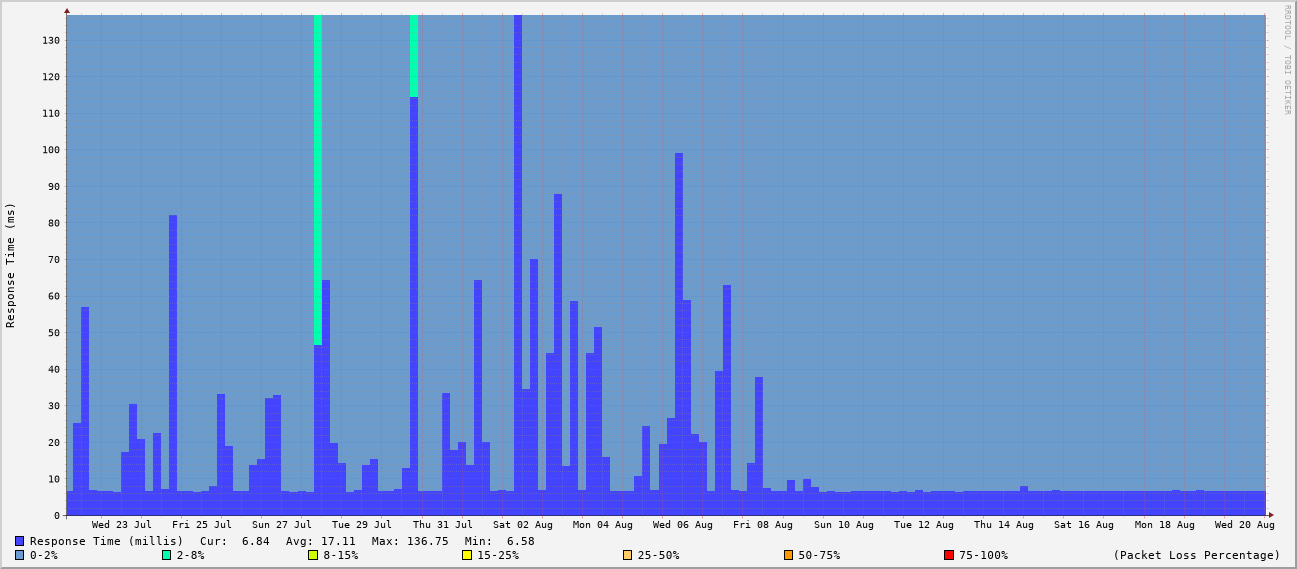 RRDTOOL / TOBI OETIKER
Response Time (ms)
130
120
110
100
90
80
70
60
50
40
30
20
10
0
Wed 23 Jul Fri 25 Jul Sun 27 Jul Tue 29 Jul Thu 31 Jul Sat 02 Aug Mon 04 Aug Wed 06 Aug Fri 08 Aug Sun 10 Aug Tue 12 Aug Thu 14 Aug Sat 16 Aug Mon 18 Aug Wed 20 Aug
Response Time (millis) Cur: 6.84 Avg: 17.11 Max: 136.75 Min: 6.58
0-2% 2-8% 8-15% 15-25% 25-50% 50-75% 75-100% (Packet Loss Percentage)